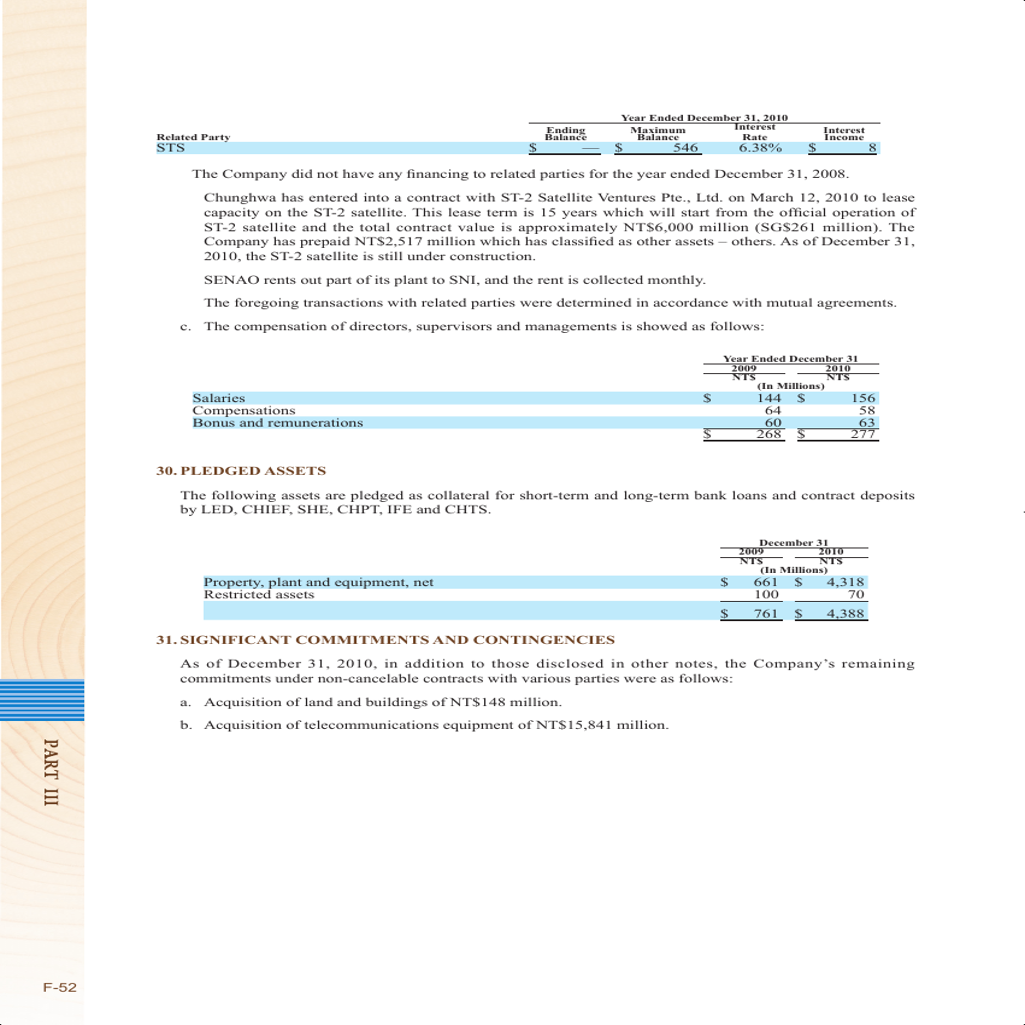 Year Ended December 31, 2010
Related Party Ending Balance Maximum Balance Interest Rate Interest Income
STS $ — $ 546 6.38% $ 8
The Company did not have any financing to related parties for the year ended December 31, 2008.
Chunghwa has entered into a contract with ST-2 Satellite Ventures Pte., Ltd. on March 12, 2010 to lease
capacity on the ST-2 satellite. This lease term is 15 years which will start from the official operation of
ST-2 satellite and the total contract value is approximately NT$6,000 million (SG$261 million). The
Company has prepaid NT$2,517 million which has classified as other assets – others. As of December 31,
2010, the ST-2 satellite is still under construction.
SENAO rents out part of its plant to SNI, and the rent is collected monthly.
The foregoing transactions with related parties were determined in accordance with mutual agreements.
c. The compensation of directors, supervisors and managements is showed as follows:
Year Ended December 31
2009 2010
NT$ NT$
(In Millions)
Salaries $ 144 $ 156
Compensations 64 58
Bonus and remunerations 60 63
$ 268 $ 277
30. PLEDGED ASSETS
The following assets are pledged as collateral for short-term and long-term bank loans and contract deposits
by LED, CHIEF, SHE, CHPT, IFE and CHTS.
December 31
2009 2010
NT$ NT$
(In Millions)
Property, plant and equipment, net $ 661 $ 4,318
Restricted assets 100 70
$ 761 $ 4,388
31. SIGNIFICANT COMMITMENTS AND CONTINGENCIES
As of December 31, 2010, in addition to those disclosed in other notes, the Company's remaining
commitments under non-cancelable contracts with various parties were as follows:
a. Acquisition of land and buildings of NT$148 million.
b. Acquisition of telecommunications equipment of NT$15,841 million.
PART III
F-52